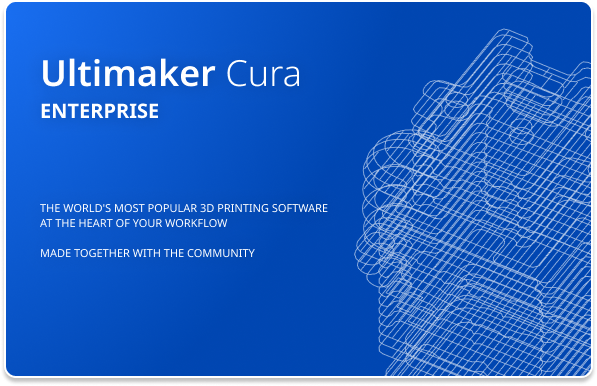 Ultimaker Cura
ENTERPRISE
THE WORLD'S MOST POPULAR 3D PRINTING SOFTWARE
AT THE HEART OF YOUR WORKFLOW
MADE TOGETHER WITH THE COMMUNITY